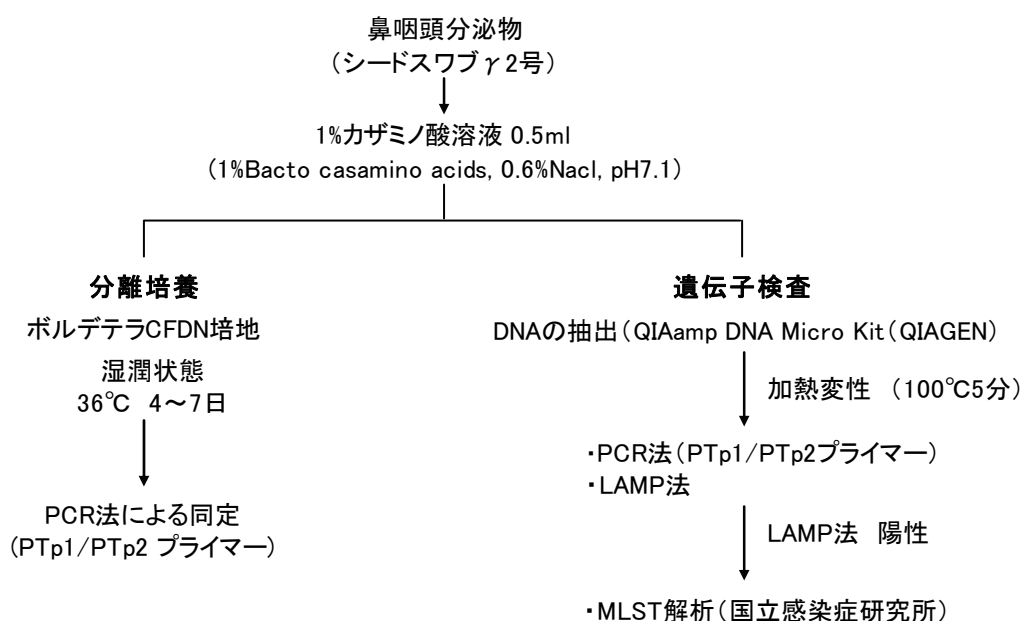 鼻咽頭分泌物
（シードスワブγ2号）
1%カザミノ酸溶液 0.5ml
(1%Bacto casamino acids, 0.6%Nacl, pH7.1)
分離培養
ボルデテラCFDN培地
湿潤状態
36℃ 4～7日
PCR法による同定
(PTp1/PTp2 プライマー)
遺伝子検査
DNAの抽出（QIAamp DNA Micro Kit（QIAGEN）
加熱変性 （100℃5分）
・PCR法（PTp1/PTp2プライマー）
・LAMP法
LAMP法 陽性
・MLST解析（国立感染症研究所）